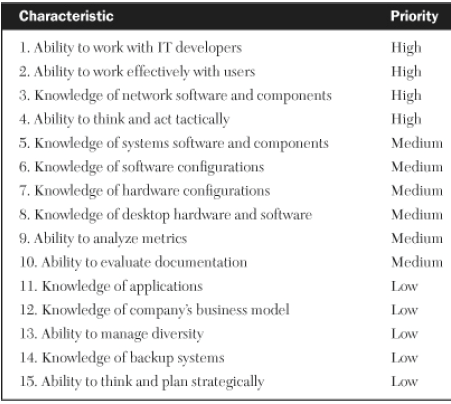 Characteristic Priority
1. Ability to work with IT developers High
2. Ability to work effectively with users High
3. Knowledge of network software and components High
4. Ability to think and act tactically High
5. Knowledge of systems software and components Medium
6. Knowledge of software configurations Medium
7. Knowledge of hardware configurations Medium
8. Knowledge of desktop hardware and software Medium
9. Ability to analyze metrics Medium
10. Ability to evaluate documentation Medium
11. Knowledge of applications Low
12. Knowledge of company's business model Low
13. Ability to manage diversity Low
14. Knowledge of backup systems Low
15. Ability to think and plan strategically Low